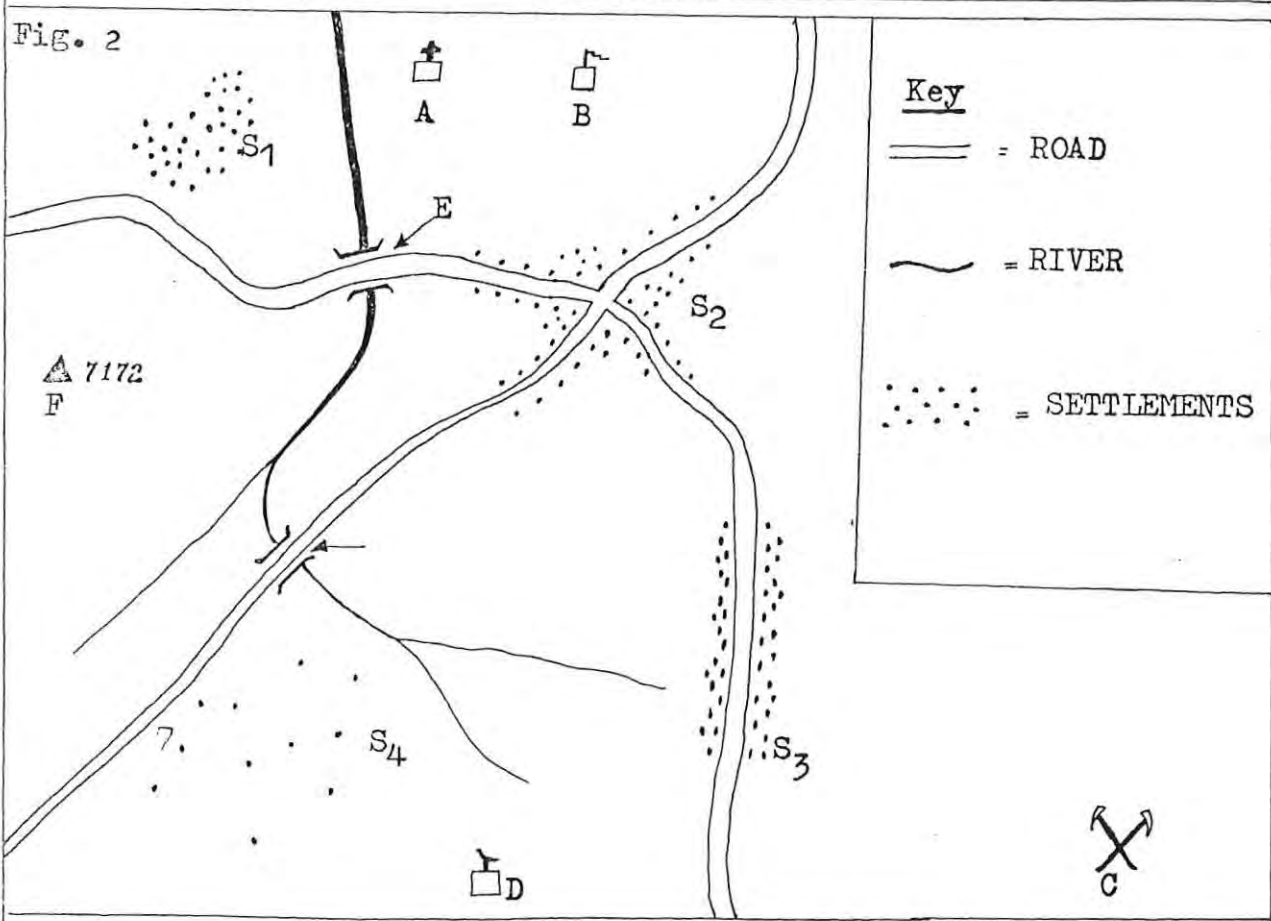 Fig. 2
A
B
S1
E
S2
7172
F
7
S4
S3
D
C
Key
= ROAD
= RIVER
= SETTLEMENTS